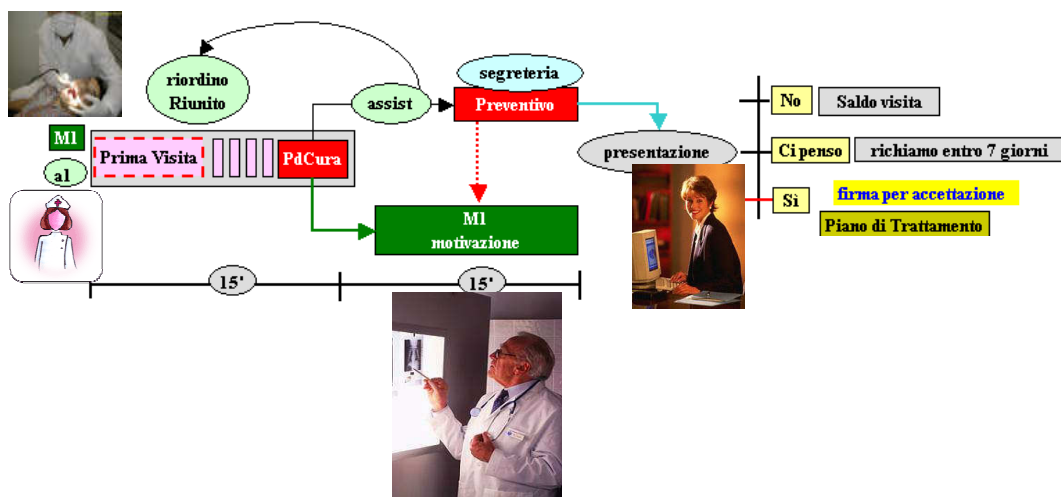 riordino
Riunito
segreteria
assist
Preventivo
No
Saldo visita
M1
Prima Visita
PdCura
presentazione
Ci penso
richiamo entro 7 giorni
al
Sì
firma per accettazione
M1
motivazione
Piano di Trattamento
15'
15'